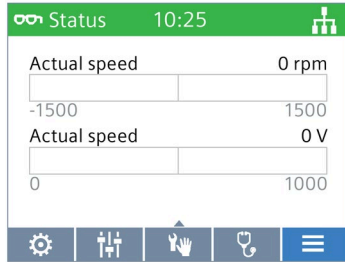 Status 10:25
Actual speed 0 rpm
-1500 1500
Actual speed 0 V
0 1000